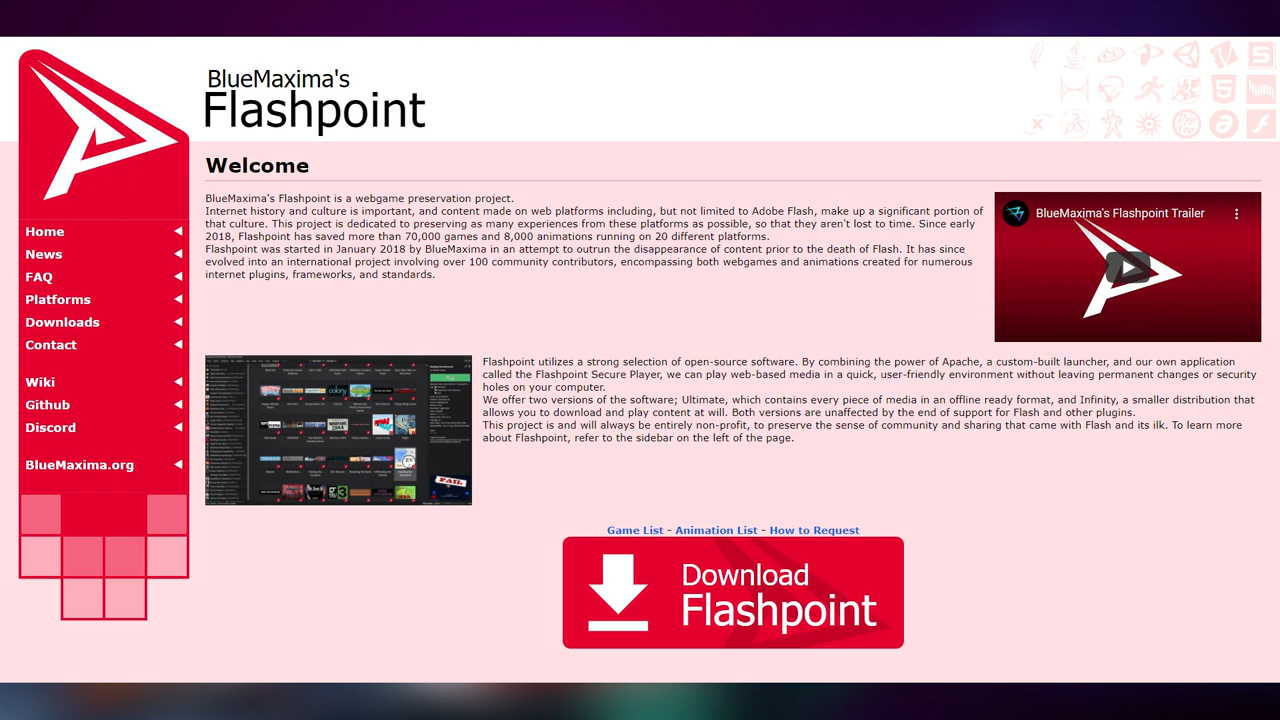 BlueMaxima's
Flashpoint
Home
News
FAQ
Platforms
Downloads
Contact
Wiki
Github
Discord
BlueMaxima.org
Welcome
BlueMaxima's Flashpoint is a webgame preservation project.
Internet history and culture is important, and content made on web platforms including, but not limited to Adobe Flash, make up a significant portion of
that culture. This project is dedicated to preserving as many experiences from these platforms as possible, so that they aren't lost to time. Since early
2018, Flashpoint has saved more than 70,000 games and 8,000 animations running on 20 different platforms.
Flashpoint was started in January 2018 by BlueMaxima in an attempt to outrun the disappearance of content prior to the death of Flash. It has since
evolved into an international project involving over 100 community contributors, encompassing both webgames and animations created for numerous
internet plugins, frameworks, and standards.
BlueMaxima's Flashpoint Trailer
FAIL
Flashpoint utilizes a strong selection of open-source software. By combining the power of Apache, a custom-built launcher, and our own application
called the Flashpoint Secure Player, we can play web-based media in a quick, user-friendly environment without leaving permanent changes or security
holes on your computer.
We offer two versions of the software; Ultimate, which contains every piece of media in an offline ready format, and Infinity, a smaller distribution that
allows you to download and play content at will. Both versions are unaffected by the end of support for Flash and other plugins.
This project is and will always be entirely non-profit, to preserve the sense of community and sharing that came with Flash and its ilk. To learn more
about Flashpoint, refer to the sidebar on the left of the page.
Game List - Animation List - How to Request
Download
Flashpoint